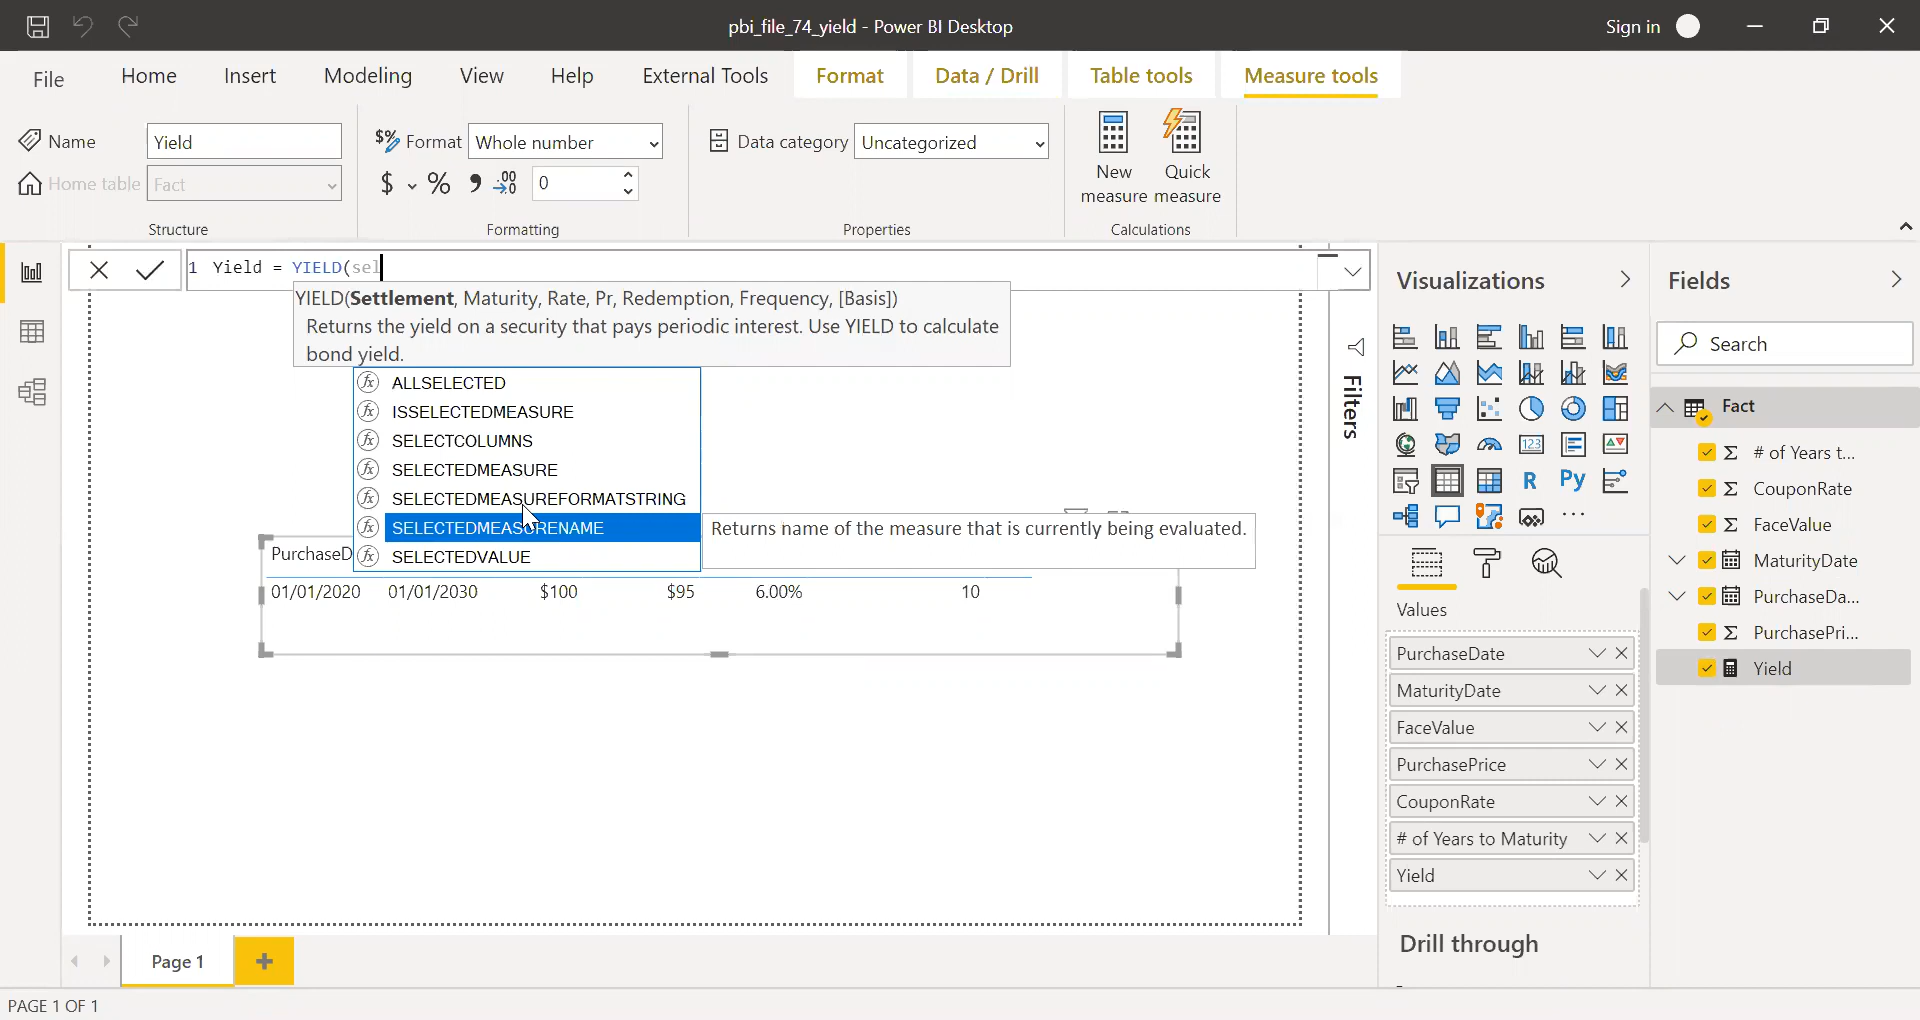 pbi_file_74_yield - Power BI Desktop
Sign in
File
Home
Insert
Modeling
View
Help
External Tools
Format
Data / Drill
Table tools
Measure tools
Name
Yield
Home table
Fact
Structure
$% Format
Whole number
$
%
0
Formatting
Data category
Uncategorized
Properties
New measure
Quick measure
Calculations
1 Yield = YIELD(sel
YIELD(Settlement, Maturity, Rate, Pr, Redemption, Frequency, [Basis])
Returns the yield on a security that pays periodic interest. Use YIELD to calculate
bond yield.
ALLSELECTED
ISSELECTEDMEASURE
SELECTCOLUMNS
SELECTEDMEASURE
SELECTEDMEASUREFORMATSTRING
SELECTEDMEASURENAME
Returns name of the measure that is currently being evaluated.
SELECTEDVALUE
PurchaseD
01/01/2020 01/01/2030 $100 $95 6.00% 10
Filters
Visualizations
R
Py
123
Values
PurchaseDate
MaturityDate
FaceValue
PurchasePrice
CouponRate
# of Years to Maturity
Yield
Drill through
Fields
Search
Fact
# of Years t...
CouponRate
FaceValue
MaturityDate
PurchaseDa...
PurchasePri...
Yield
Page 1
PAGE 1 OF 1